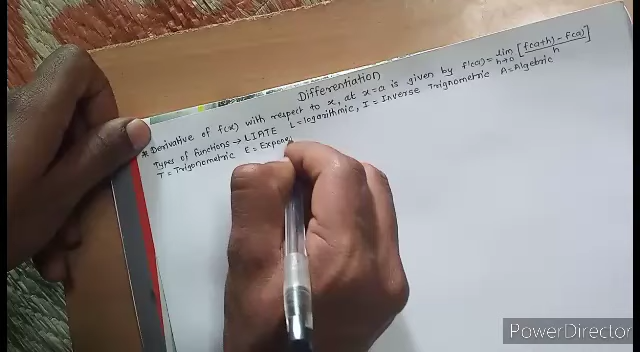 Differentiation
* Derivative of f(x) with respect to x, at x=a is given by f'(a) = lim h→0 [f(a+h) - f(a) / h]
Types of functions → LIATE L = logarithmic, I = Inverse Trigonometric A = Algebric
T = Trigonometric E = Expone
PowerDirector